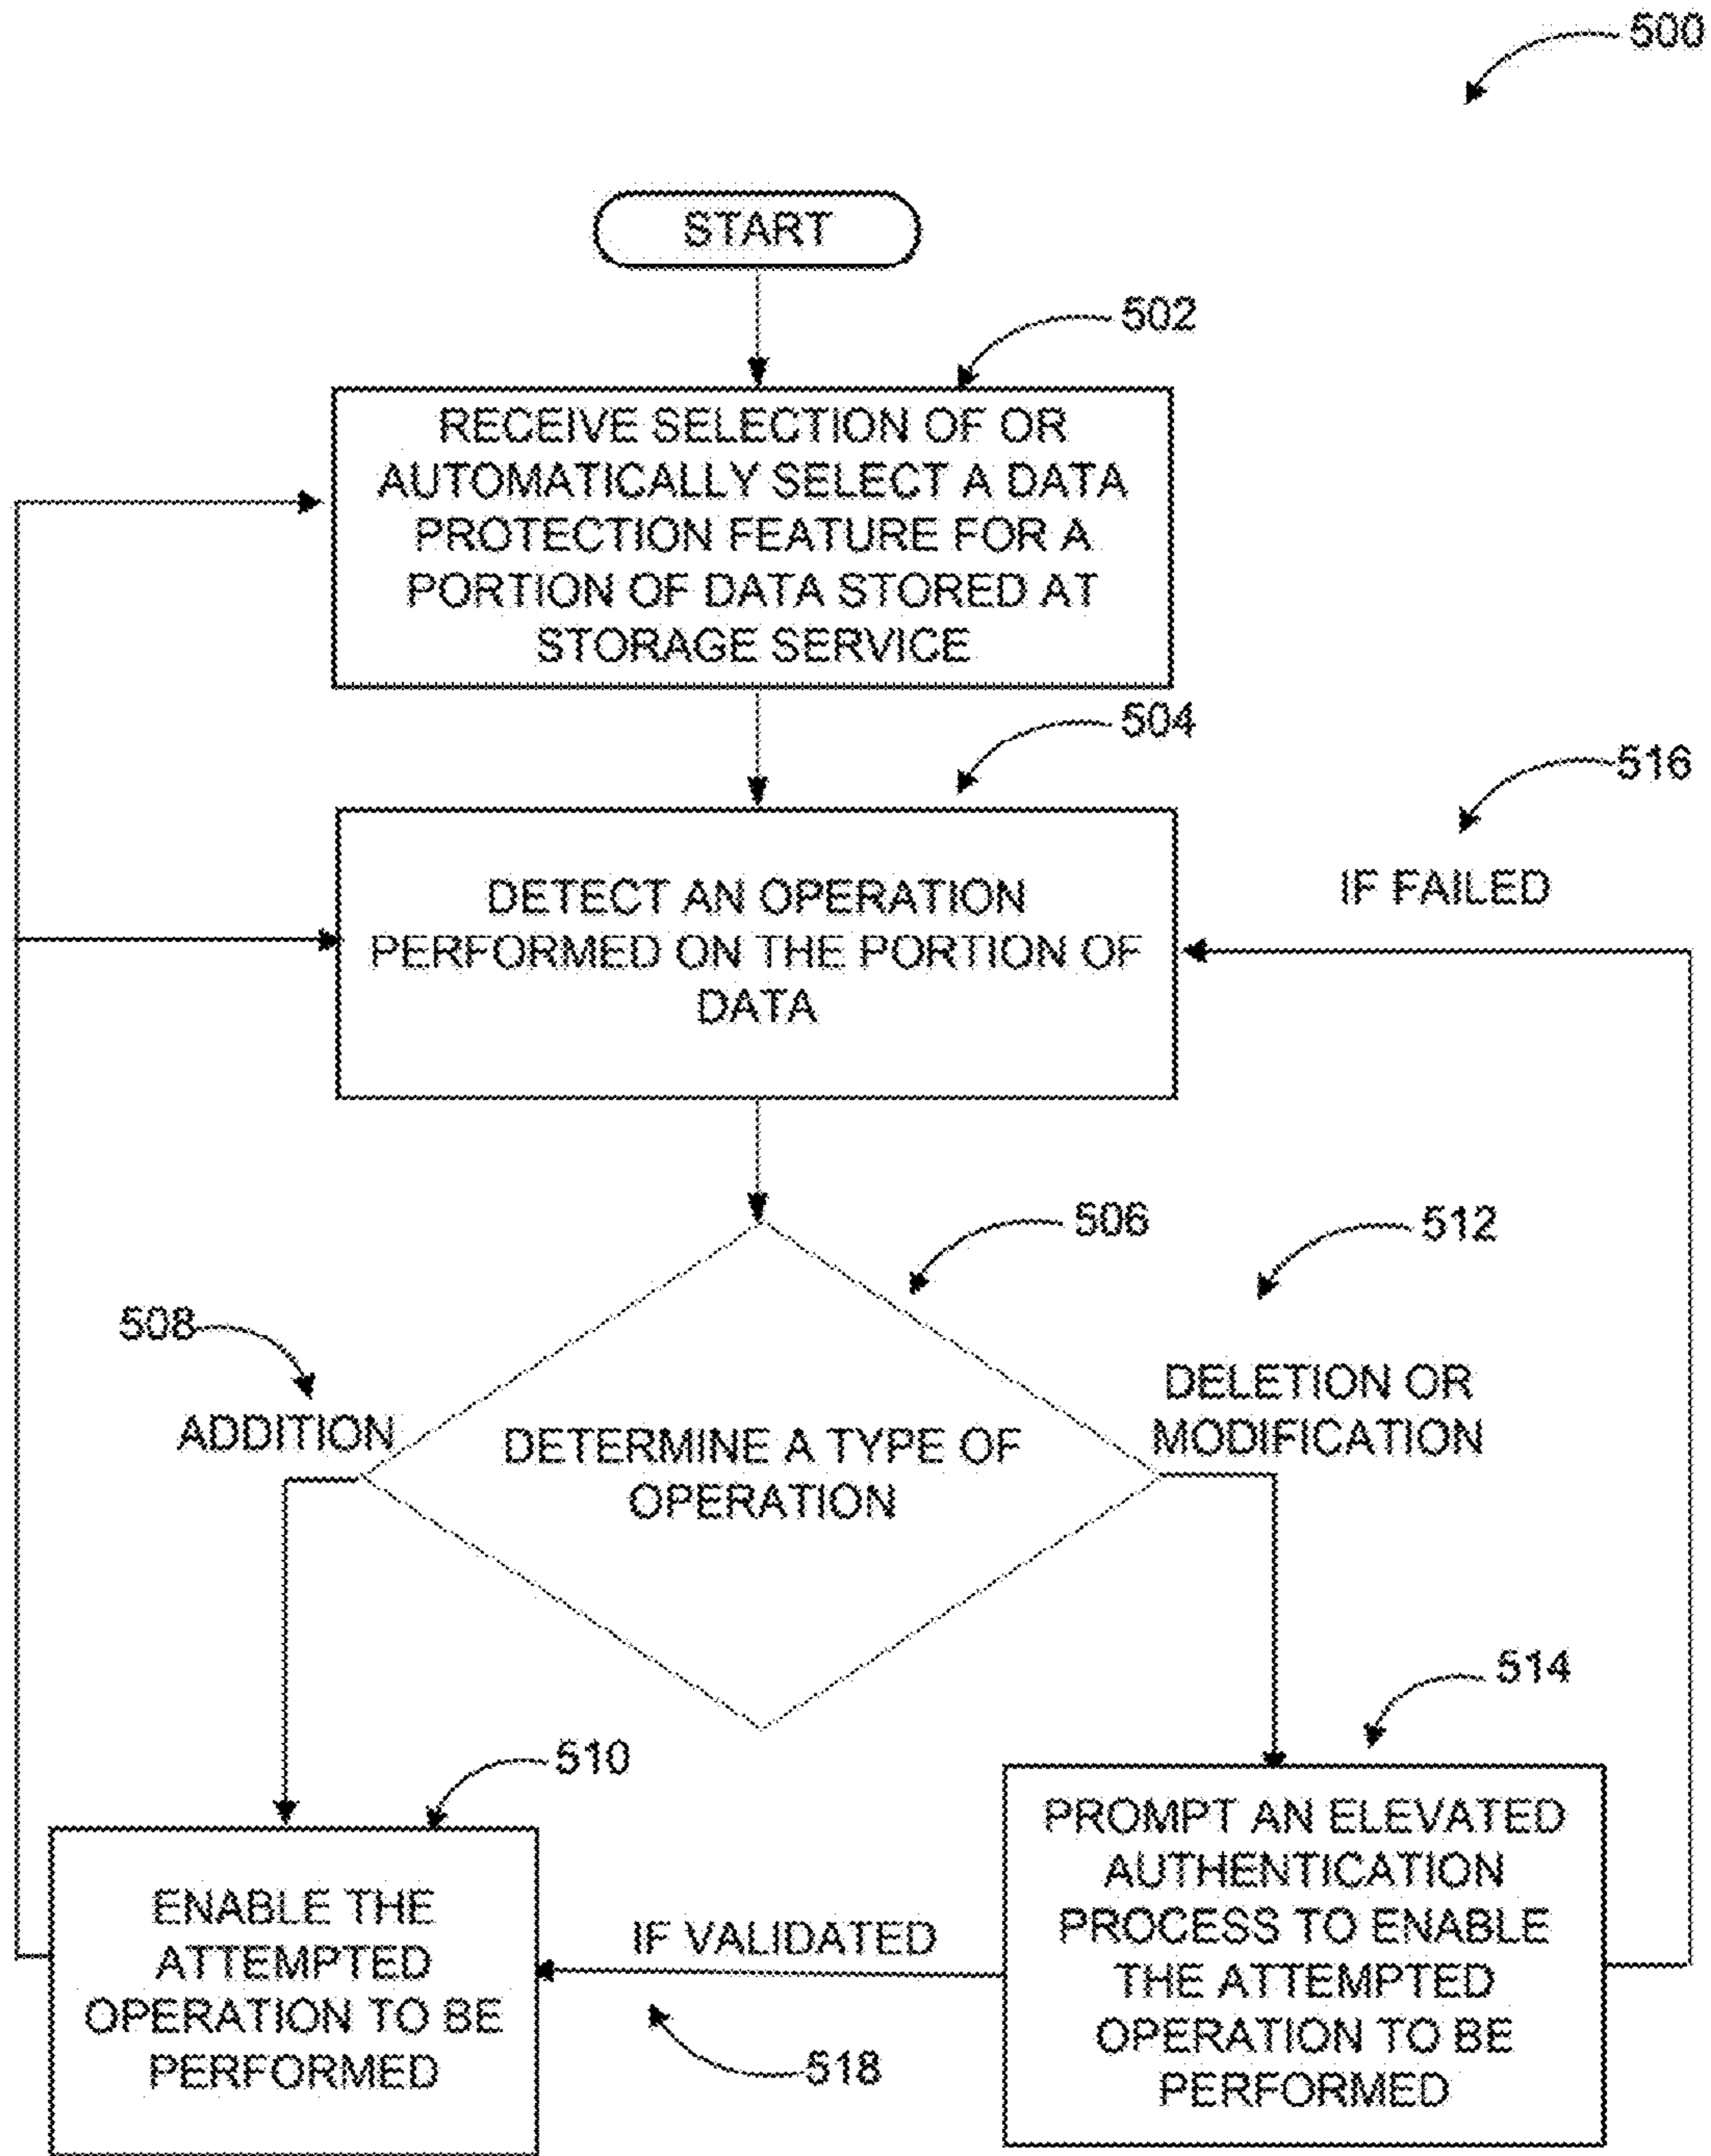 500
START
502
RECEIVE SELECTION OF OR
AUTOMATICALLY SELECT A DATA
PROTECTION FEATURE FOR A
PORTION OF DATA STORED AT
STORAGE SERVICE
504
516
IF FAILED
DETECT AN OPERATION
PERFORMED ON THE PORTION OF
DATA
506
512
508
DELETION OR
MODIFICATION
ADDITION
DETERMINE A TYPE OF
OPERATION
514
510
PROMPT AN ELEVATED
AUTHENTICATION
PROCESS TO ENABLE
THE ATTEMPTED
OPERATION TO BE
PERFORMED
ENABLE THE
ATTEMPTED
OPERATION TO BE
PERFORMED
IF VALIDATED
518